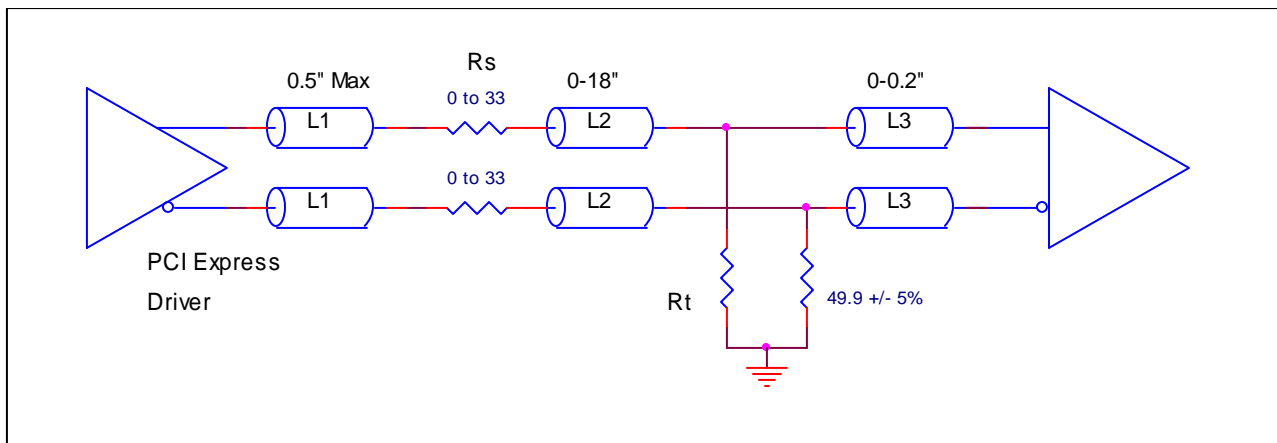 Rs
0.5" Max
0-18"
0-0.2"
0 to 33
L1
L2
L3
0 to 33
L1
L2
L3
PCI Express
Driver
Rt
49.9 +/- 5%